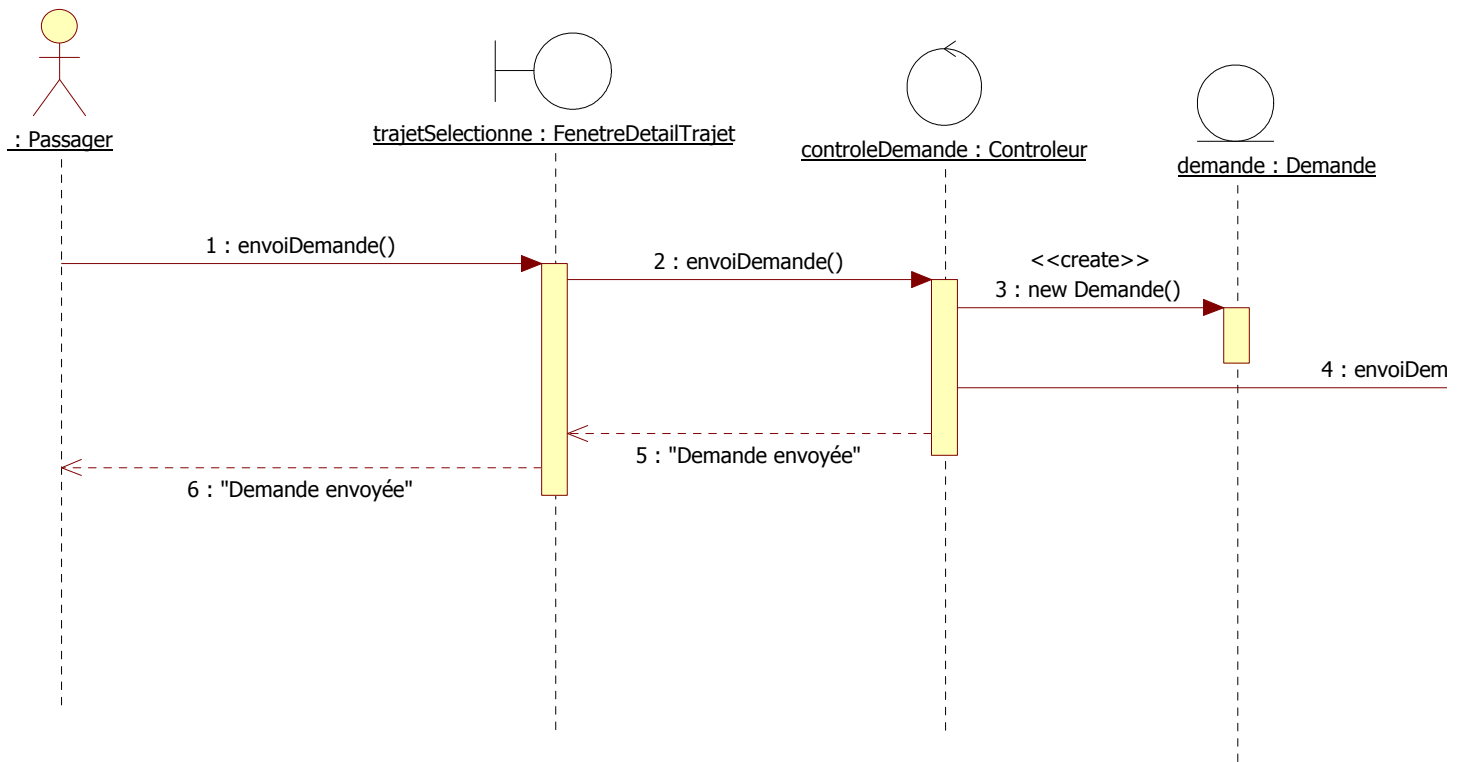 : Passager
trajetSelectionne : FenetreDetailTrajet
controleDemande : Controleur
demande : Demande
1 : envoiDemande()
2 : envoiDemande()
<<create>>
3 : new Demande()
4 : envoiDem
5 : "Demande envoyée"
6 : "Demande envoyée"